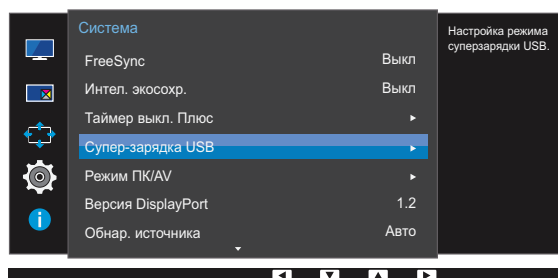 Система
FreeSync Выкл
Интел. экосохр. Выкл
Таймер выкл. Плюс
Супер-зарядка USB
Режим ПК/AV
Версия DisplayPort 1.2
Обнар. источника Авто
Настройка режима
суперзарядки USB.